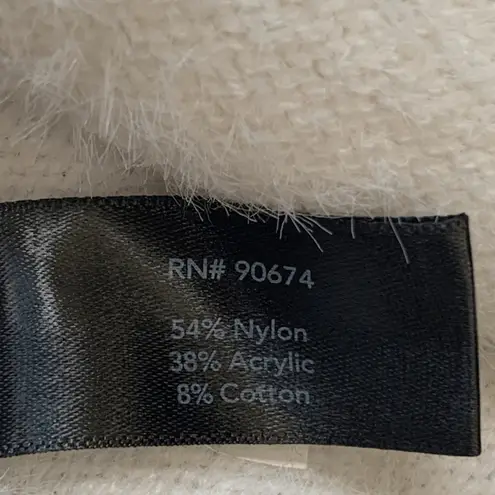 RN# 90674
54% Nylon
38% Acrylic
8% Cotton